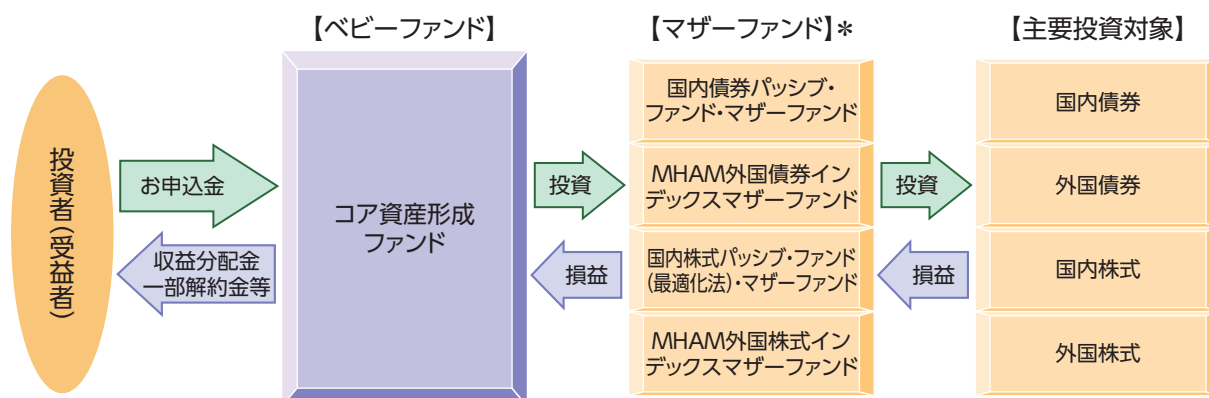 【ベビーファンド】
【マザーファンド】*
【主要投資対象】
投資者(受益者)
お申込金
収益分配金
一部解約金等
コア資産形成
ファンド
投資
損益
国内債券パッシブ・
ファンド・マザーファンド
MHAM外国債券イン
デックスマザーファンド
国内株式パッシブ・ファンド
(最適化法)・マザーファンド
MHAM外国株式イン
デックスマザーファンド
投資
損益
国内債券
外国債券
国内株式
外国株式